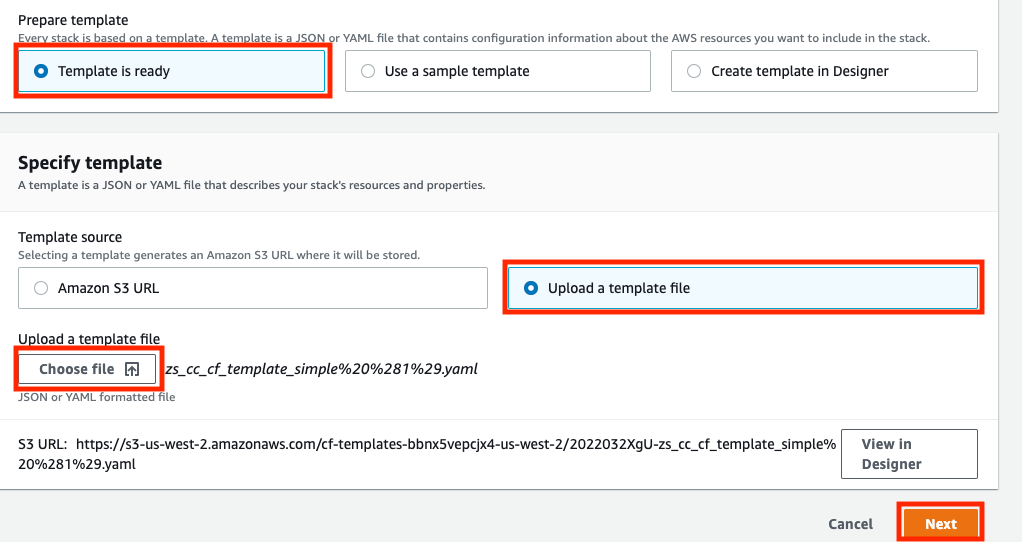 Prepare template
Every stack is based on a template. A template is a JSON or YAML file that contains configuration information about the AWS resources you want to include in the stack.
Template is ready
Use a sample template
Create template in Designer
Specify template
A template is a JSON or YAML file that describes your stack's resources and properties.
Template source
Selecting a template generates an Amazon S3 URL where it will be stored.
Amazon S3 URL
Upload a template file
Upload a template file
Choose file
zs_cc_cf_template_simple%20%281%29.yaml
JSON or YAML formatted file
S3 URL: https://s3-us-west-2.amazonaws.com/cf-templates-bbnx5vepcjx4-us-west-2/2022032XgU-zs_cc_cf_template_simple%
20%281%29.yaml
View in
Designer
Cancel
Next